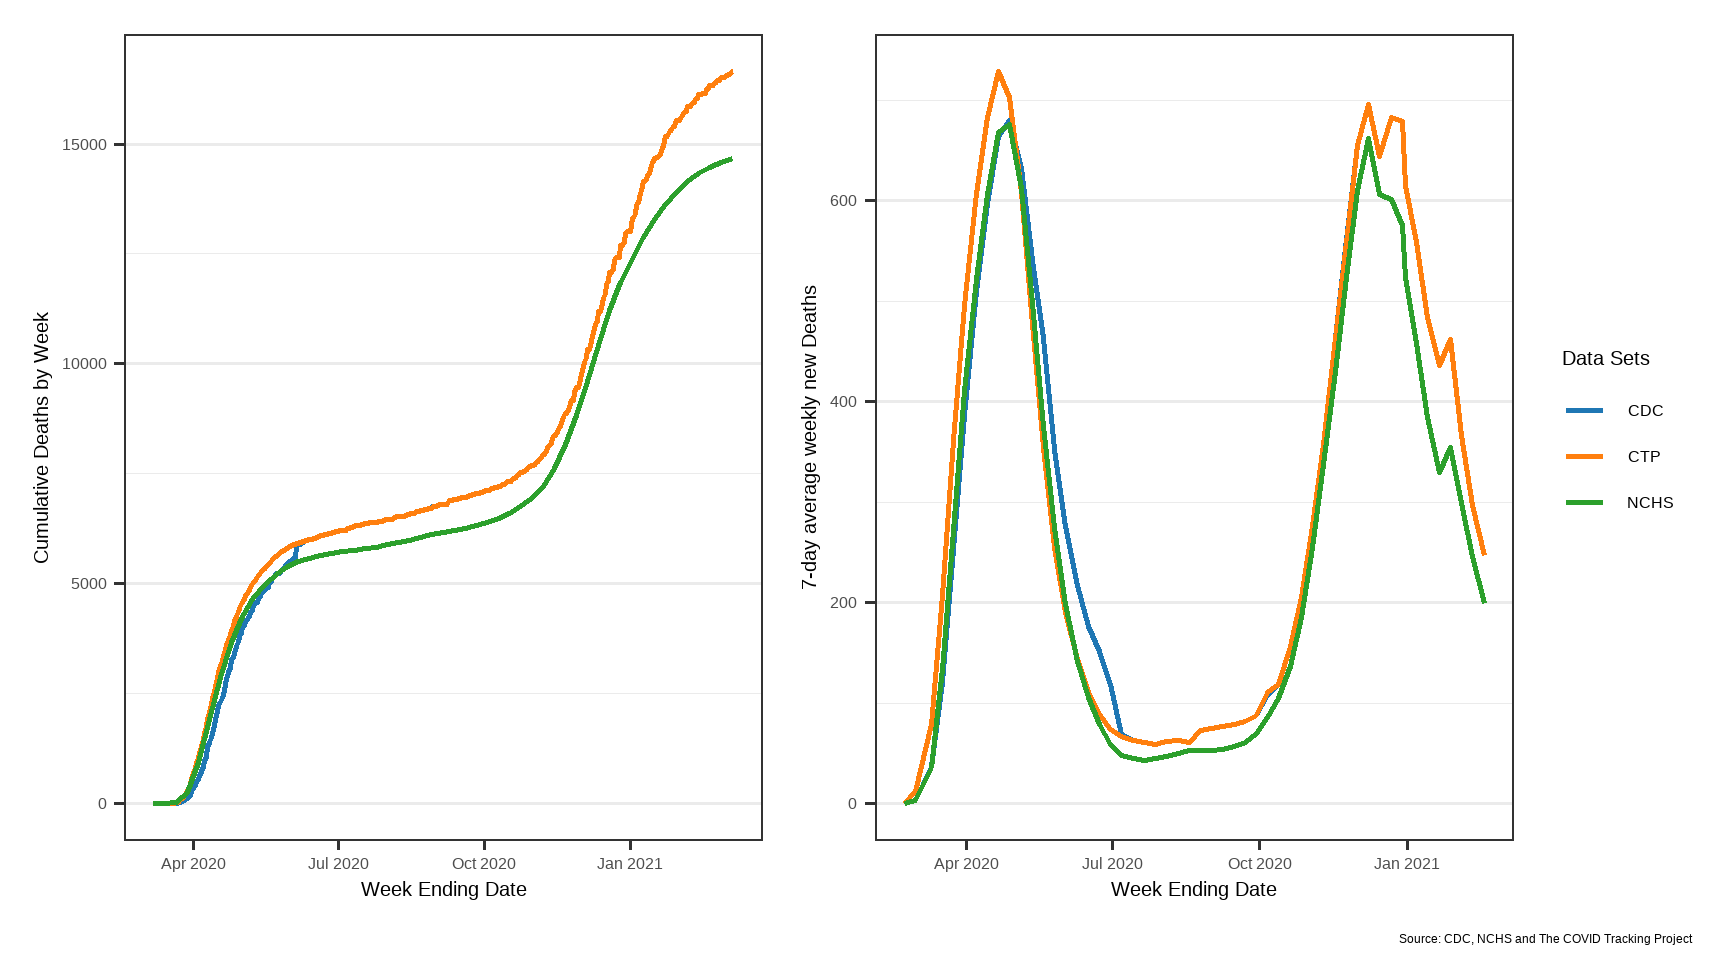 Cumulative Deaths by Week
15000
10000
5000
0
Apr 2020
Jul 2020
Oct 2020
Jan 2021
Week Ending Date
7-day average weekly new Deaths
600
400
200
0
Apr 2020
Jul 2020
Oct 2020
Jan 2021
Week Ending Date
Data Sets
CDC
CTP
NCHS
Source: CDC, NCHS and The COVID Tracking Project